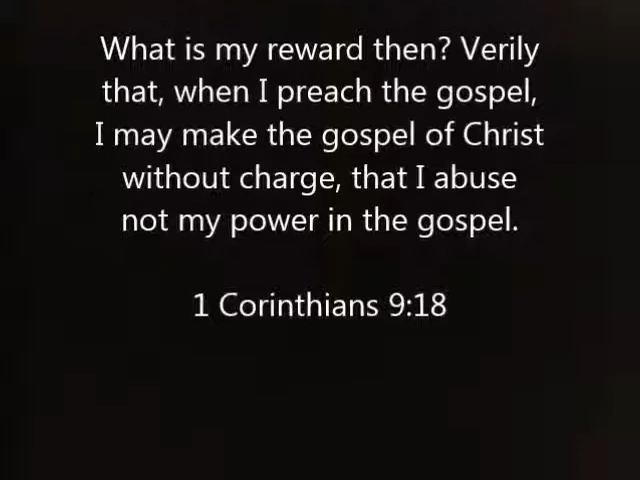 What is my reward then? Verily
that, when I preach the gospel,
I may make the gospel of Christ
without charge, that I abuse
not my power in the gospel.
1 Corinthians 9:18